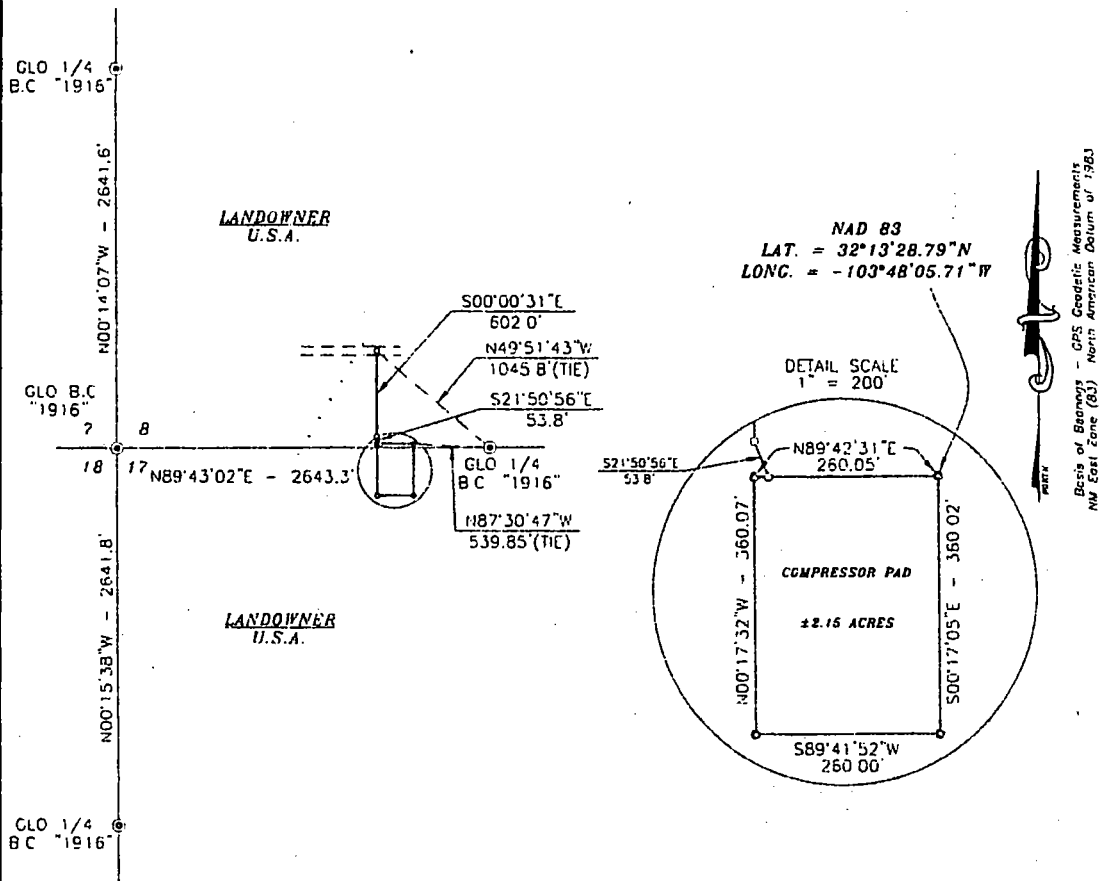 GLO 1/4
B.C "1916"
N00°14'07"W - 2641.6'
LANDOWNER
U.S.A.
NAD 83
LAT. = 32°13'28.79"N
LONG. = -103°48'05.71"W
NORTH
Basis of Bearings - GPS Geodetic Measurements
NM East Zone (83) North American Datum of 1983
S00°00'31"E
602 0'
N49°51'43"W
1045 8'(TIE)
S21°50'56"E
53.8'
DETAIL SCALE
1" = 200'
GLO B.C
"1916"
7 8
18 17
N89°43'02"E - 2643.3'
GLO 1/4
B C "1916"
N87°30'47"W
539.85'(TIE)
S21°50'56"E
53 8'
N89°42'31"E
260.05'
N00°17'32"W - 360.07'
COMPRESSOR PAD
±2.15 ACRES
S00°17'05"E - 360 02'
S89°41'52"W
260 00'
N00°15'38"W - 2641.8'
LANDOWNER
U.S.A.
GLO 1/4
B C "1916"